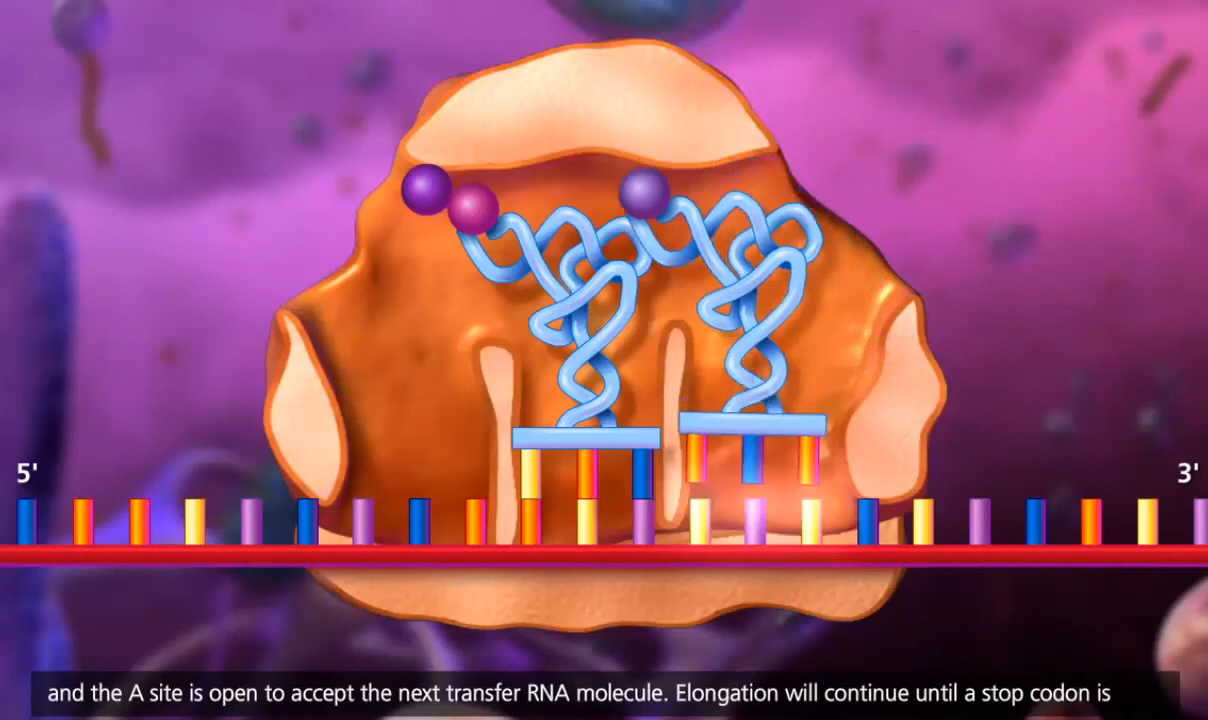 5'
3'
and the A site is open to accept the next transfer RNA molecule. Elongation will continue until a stop codon is